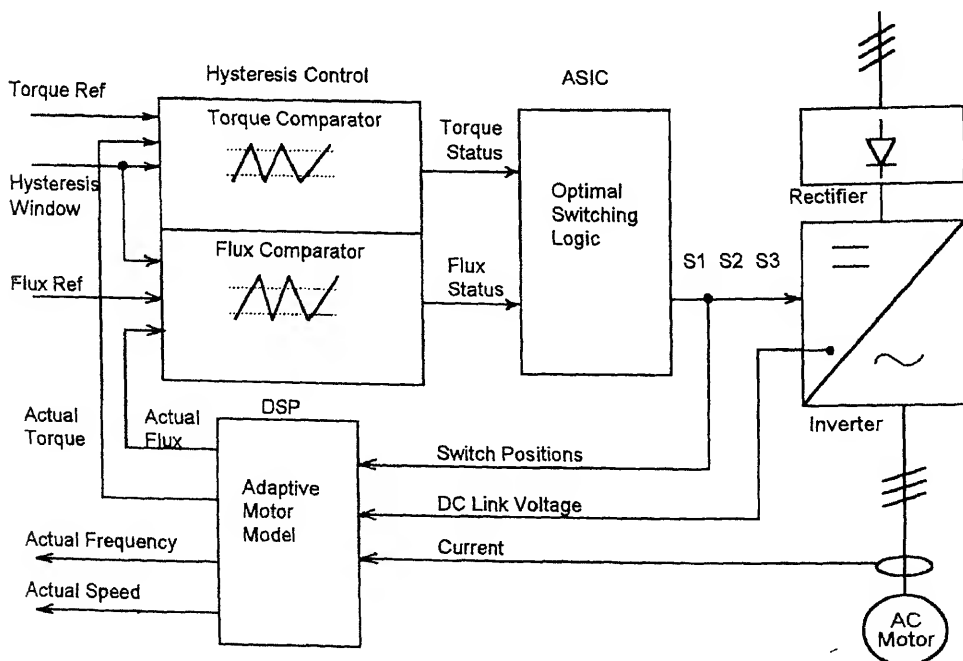 Hysteresis Control
ASIC
Torque Ref
Torque Comparator
Torque
Status
Hysteresis
Window
Optimal
Switching
Logic
Rectifier
Flux Comparator
Flux Ref
Flux
Status
S1 S2 S3
Inverter
DSP
Actual
Torque
Actual
Flux
Switch Positions
Adaptive
Motor
Model
DC Link Voltage
Actual Frequency
Current
Actual Speed
AC
Motor